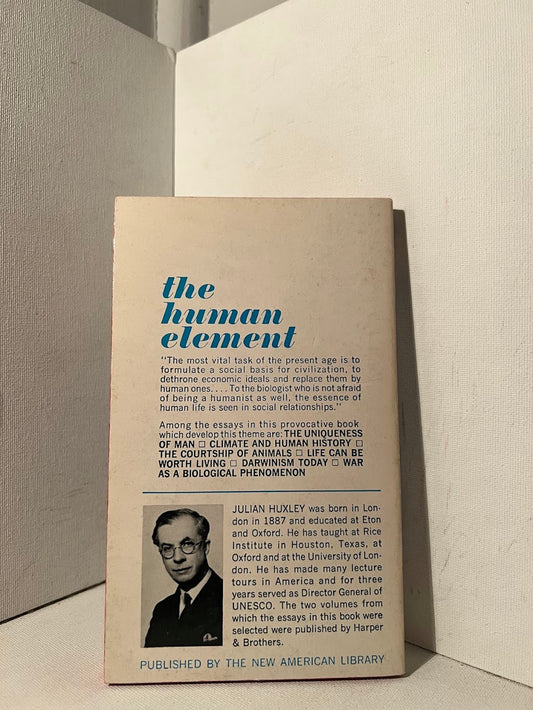 the
human
element
"The most vital task of the present age is to
formulate a social basis for civilization, to
dethrone economic ideals and replace them by
human ones. . . . To the biologist who is not afraid
of being a humanist as well, the essence of
human life is seen in social relationships."
Among the essays in this provocative book
which develop this theme are: THE UNIQUENESS
OF MAN □ CLIMATE AND HUMAN HISTORY □
THE COURTSHIP OF ANIMALS □ LIFE CAN BE
WORTH LIVING □ DARWINISM TODAY □ WAR
AS A BIOLOGICAL PHENOMENON
JULIAN HUXLEY was born in Lon-
don in 1887 and educated at Eton
and Oxford. He has taught at Rice
Institute in Houston, Texas, at
Oxford and at the University of Lon-
don. He has made many lecture
tours in America and for three
years served as Director General of
UNESCO. The two volumes from
which the essays in this book were
selected were published by Harper
& Brothers.
PUBLISHED BY THE NEW AMERICAN LIBRARY